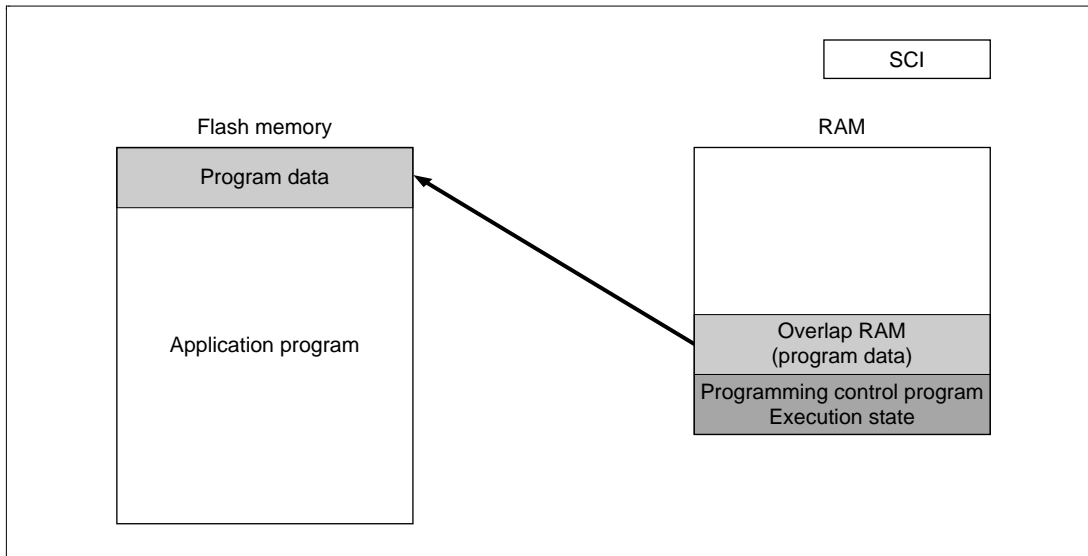 SCI
Flash memory
RAM
Program data
Application program
Overlap RAM
(program data)
Programming control program
Execution state